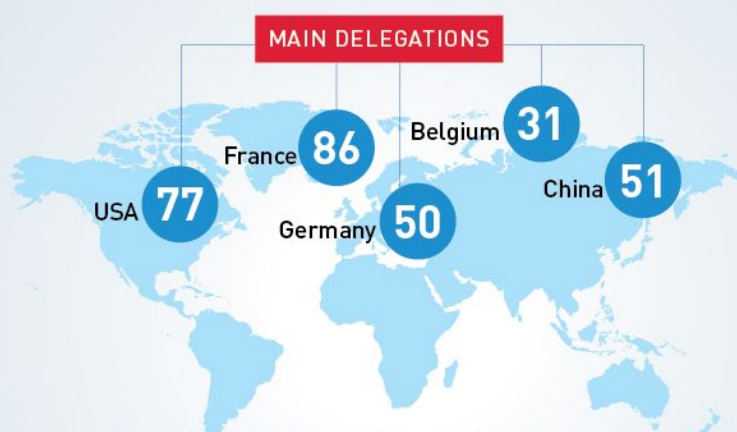 MAIN DELEGATIONS
USA 77
France 86
Germany 50
Belgium 31
China 51